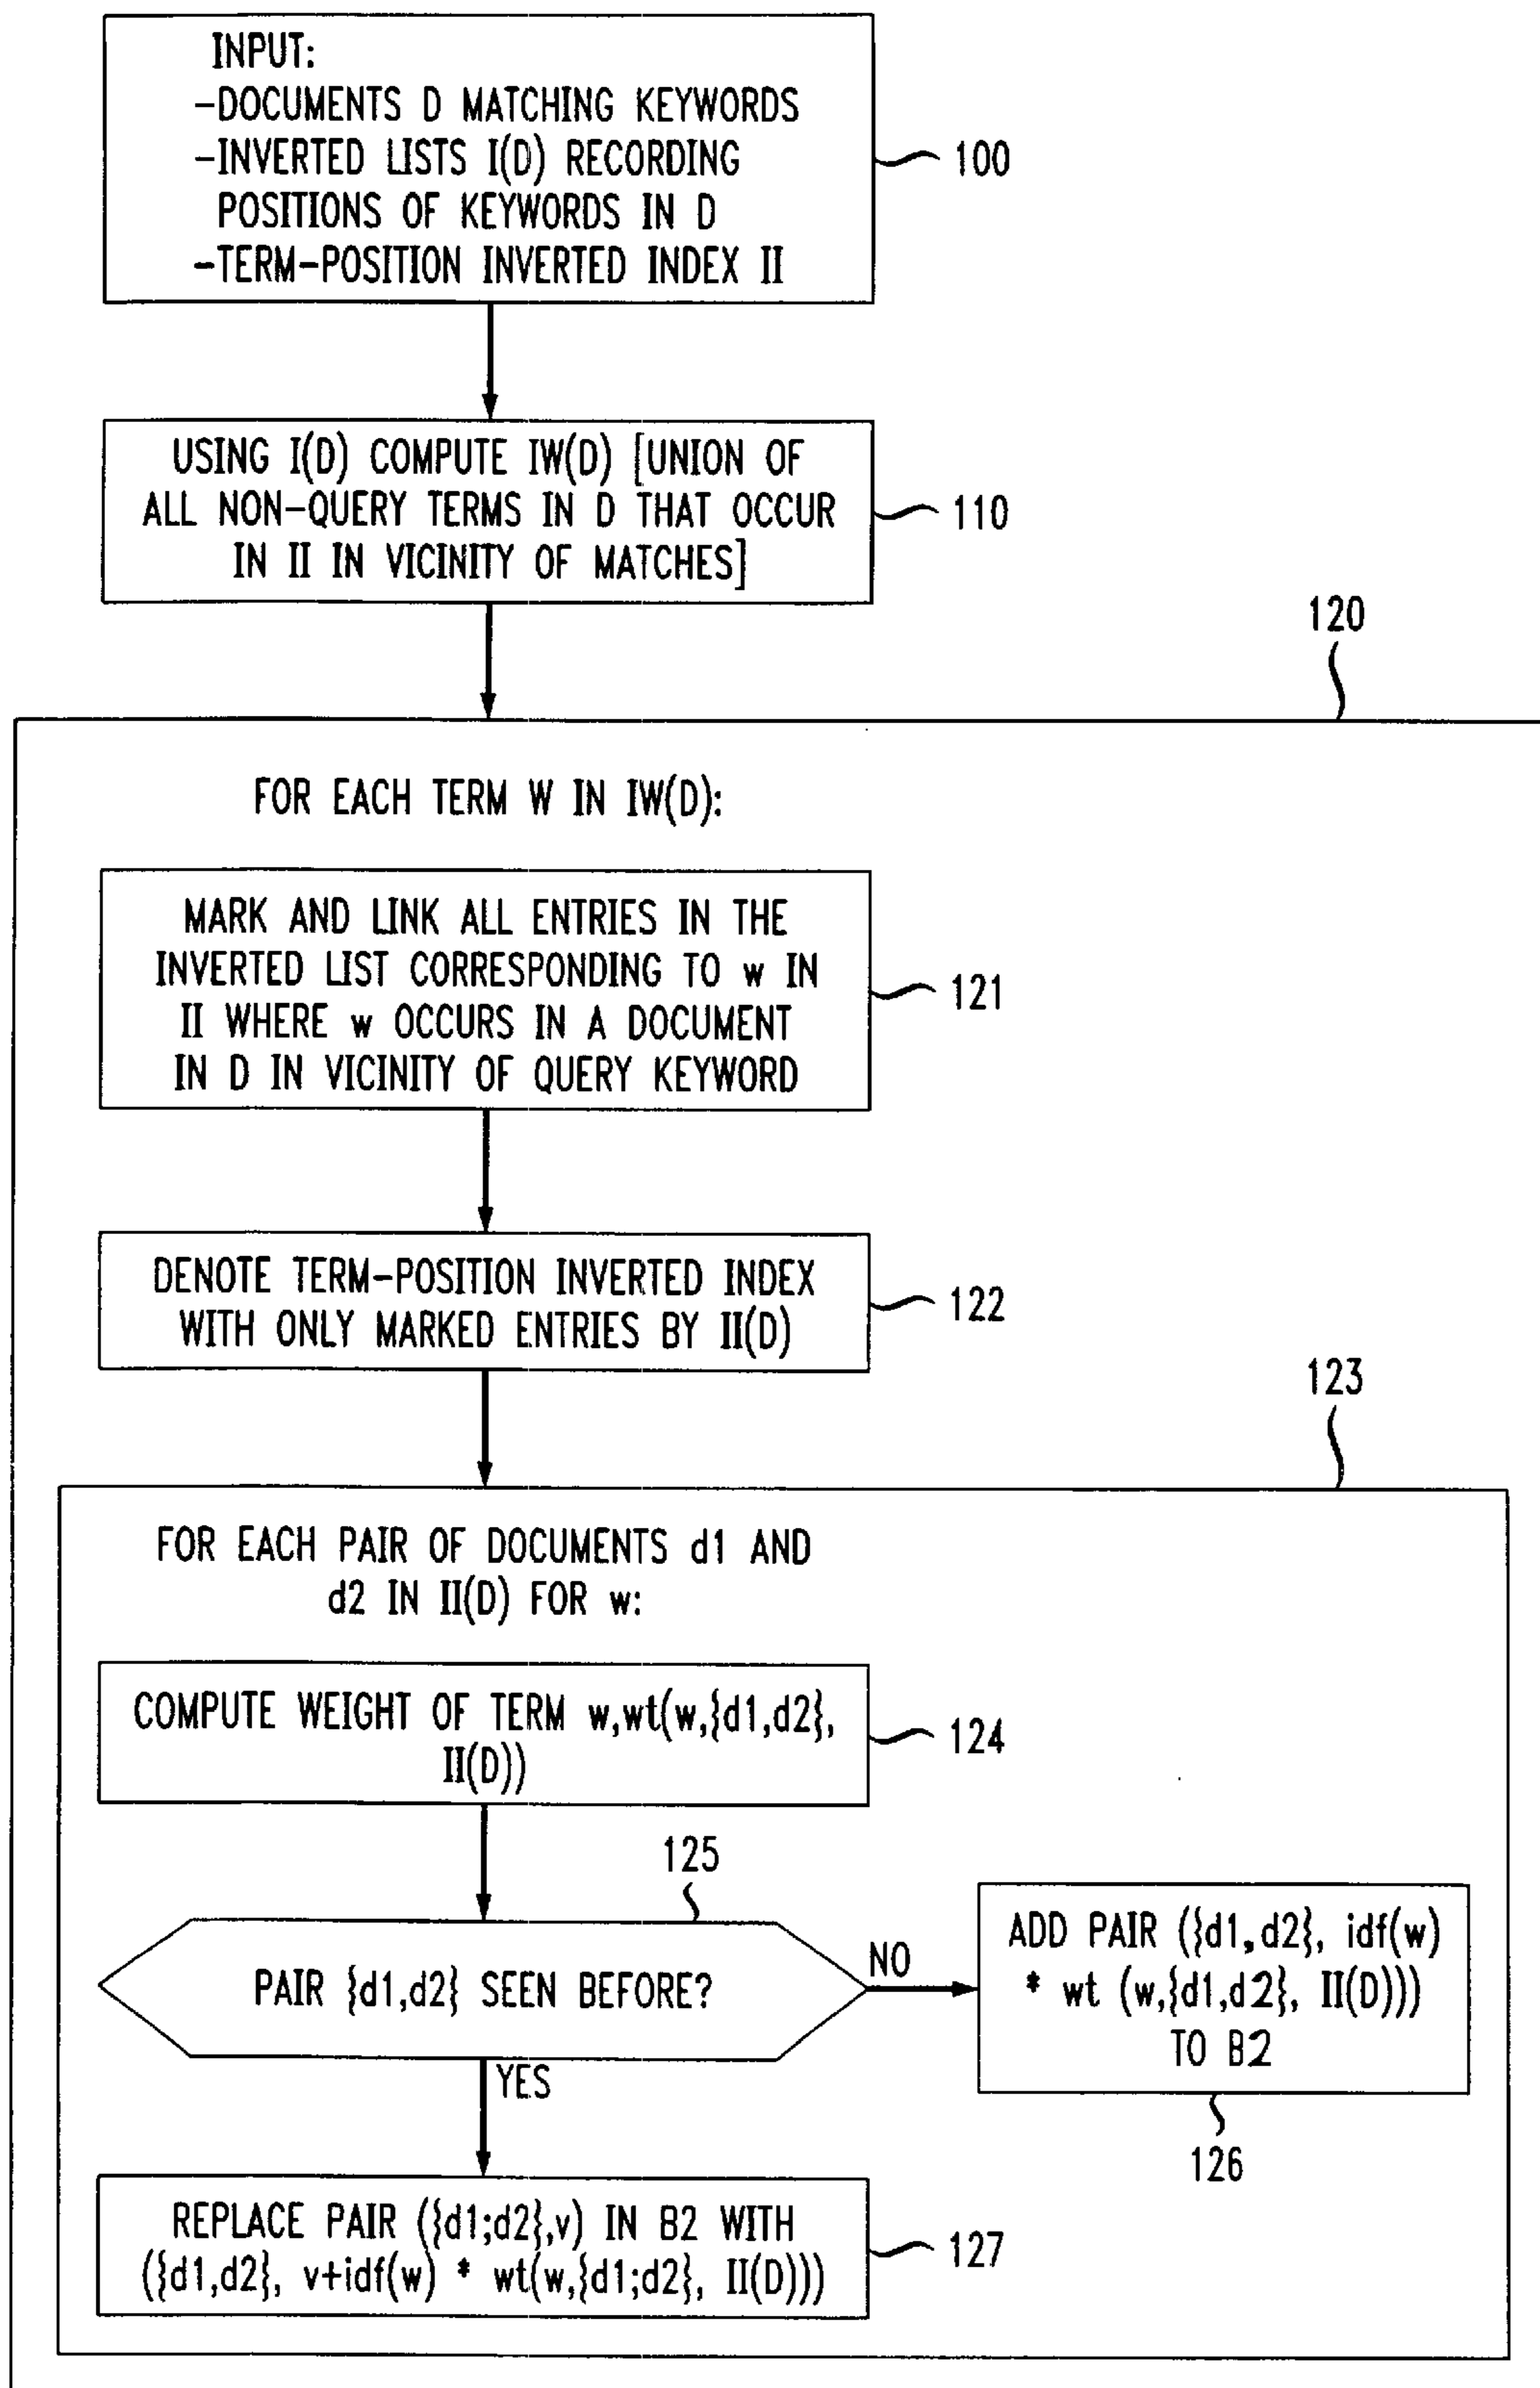 INPUT:
-DOCUMENTS D MATCHING KEYWORDS
-INVERTED LISTS I(D) RECORDING
POSITIONS OF KEYWORDS IN D
-TERM-POSITION INVERTED INDEX II
100
USING I(D) COMPUTE IW(D) [UNION OF
ALL NON-QUERY TERMS IN D THAT OCCUR
IN II IN VICINITY OF MATCHES]
110
120
FOR EACH TERM W IN IW(D):
MARK AND LINK ALL ENTRIES IN THE
INVERTED LIST CORRESPONDING TO w IN
II WHERE w OCCURS IN A DOCUMENT
IN D IN VICINITY OF QUERY KEYWORD
121
DENOTE TERM-POSITION INVERTED INDEX
WITH ONLY MARKED ENTRIES BY II(D)
122
123
FOR EACH PAIR OF DOCUMENTS d1 AND
d2 IN II(D) FOR w:
COMPUTE WEIGHT OF TERM w,wt(w,{d1,d2},
II(D))
124
125
PAIR {d1,d2} SEEN BEFORE?
NO
YES
ADD PAIR ({d1,d2}, idf(w)
* wt (w,{d1,d2}, II(D)))
TO B2
126
REPLACE PAIR ({d1;d2},v) IN B2 WITH
({d1,d2}, v+idf(w) * wt(w,{d1;d2}, II(D)))
127